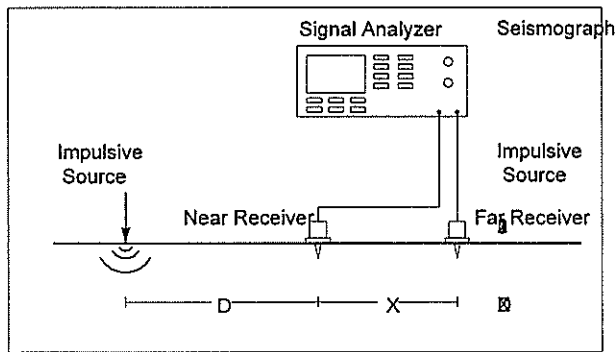 Signal Analyzer
Seismograph
Impulsive
Source
Impulsive
Source
Near Receiver
Far Receiver
D
X